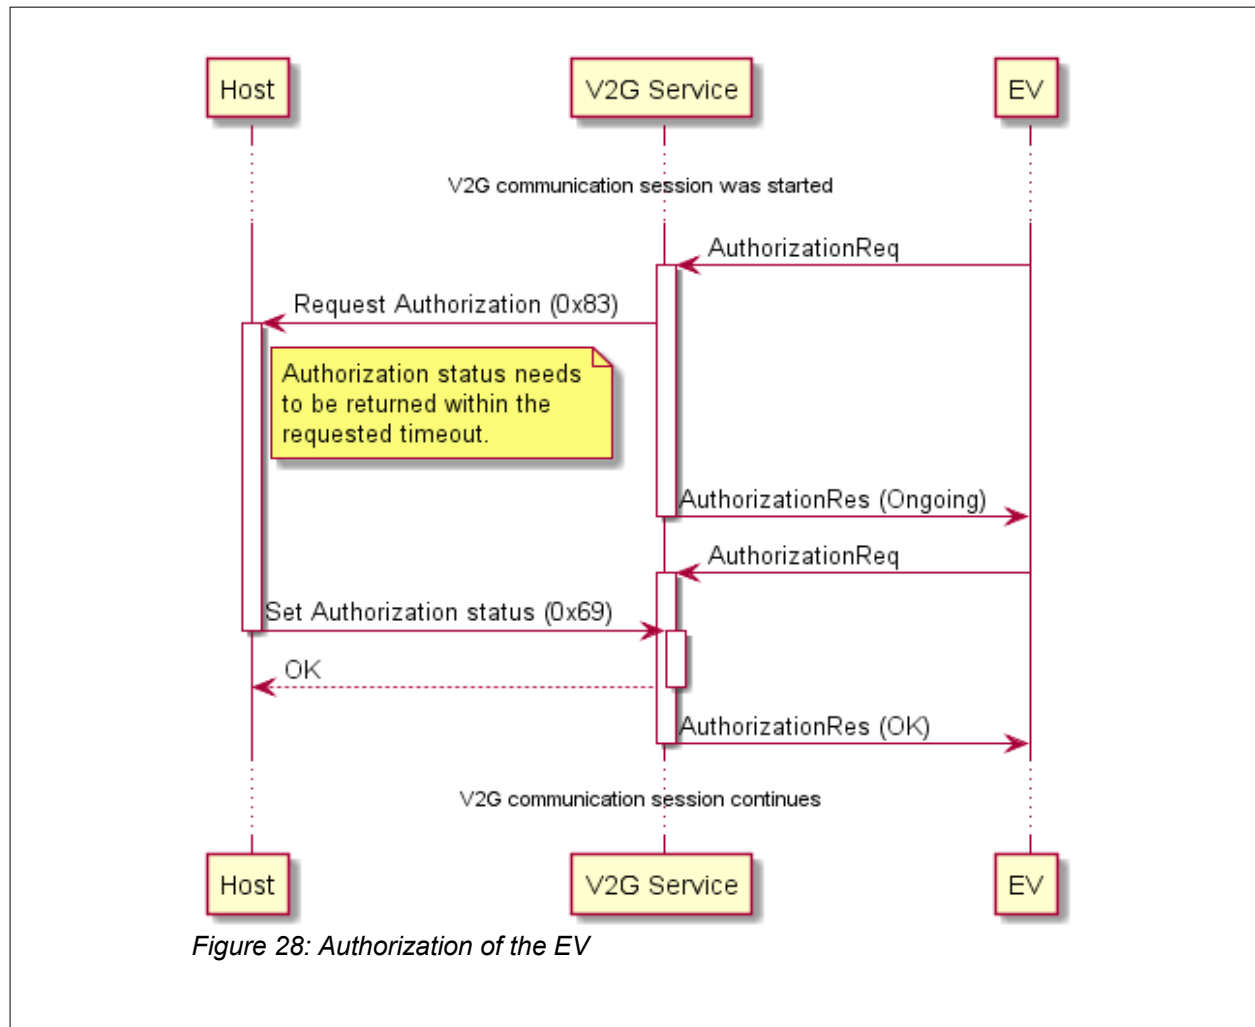 Host
V2G Service
EV
V2G communication session was started
AuthorizationReq
Request Authorization (0x83)
Authorization status needs
to be returned within the
requested timeout.
AuthorizationRes (Ongoing)
AuthorizationReq
Set Authorization status (0x69)
OK
AuthorizationRes (OK)
V2G communication session continues
Host
V2G Service
EV
Figure 28: Authorization of the EV